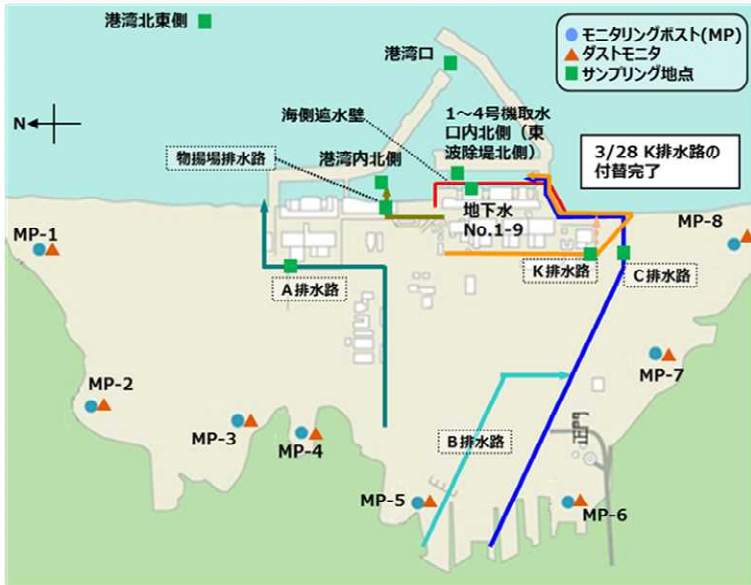 港湾北東側
モニタリングポスト(MP)
ダストモニタ
サンプリング地点
港湾口
N
海側遮水壁
1～4号機取水
口内北側（東
波除堤北側）
3/28 K排水路の
付替完了
物揚場排水路
港湾内北側
地下水
No.1-9
MP-1
MP-8
A排水路
K排水路
C排水路
MP-2
MP-7
MP-3
MP-4
B排水路
正門
MP-5
MP-6